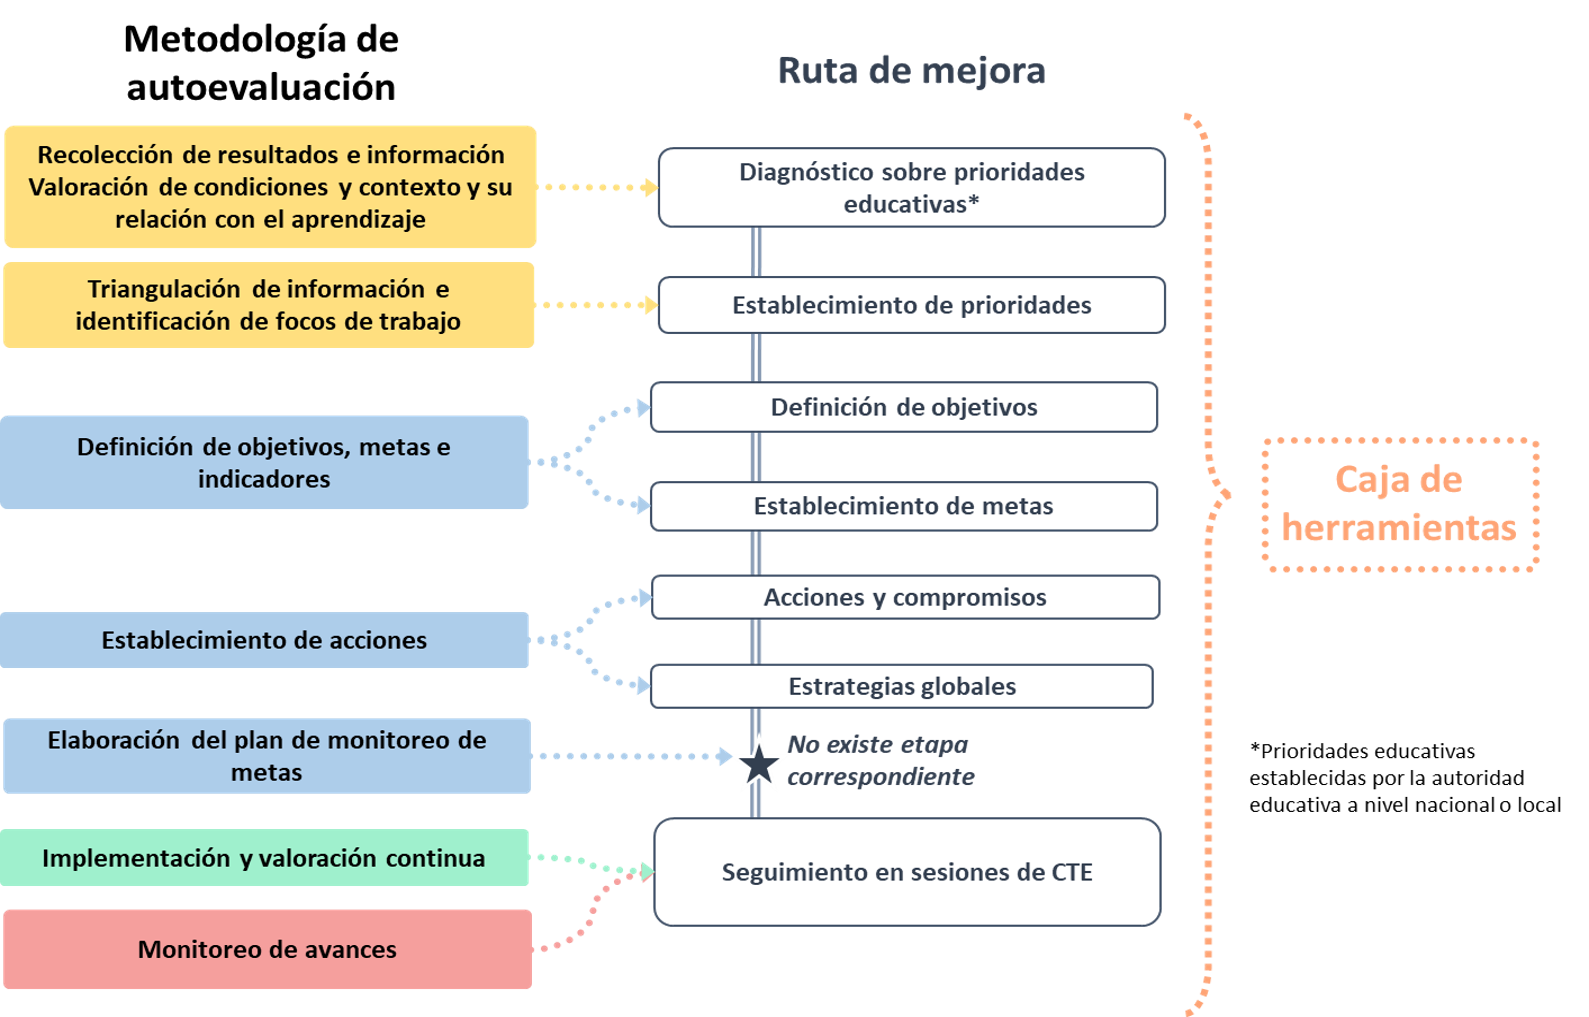 Metodología de
autoevaluación
Ruta de mejora
Recolección de resultados e información
Valoración de condiciones y contexto y su
relación con el aprendizaje
Diagnóstico sobre prioridades
educativas*
Triangulación de información e
identificación de focos de trabajo
Establecimiento de prioridades
Definición de objetivos, metas e
indicadores
Definición de objetivos
Establecimiento de metas
Establecimiento de acciones
Acciones y compromisos
Estrategias globales
Elaboración del plan de monitoreo de
metas
No existe etapa
correspondiente
Implementación y valoración continua
Monitoreo de avances
Seguimiento en sesiones de CTE
Caja de
herramientas
*Prioridades educativas
establecidas por la autoridad
educativa a nivel nacional o local